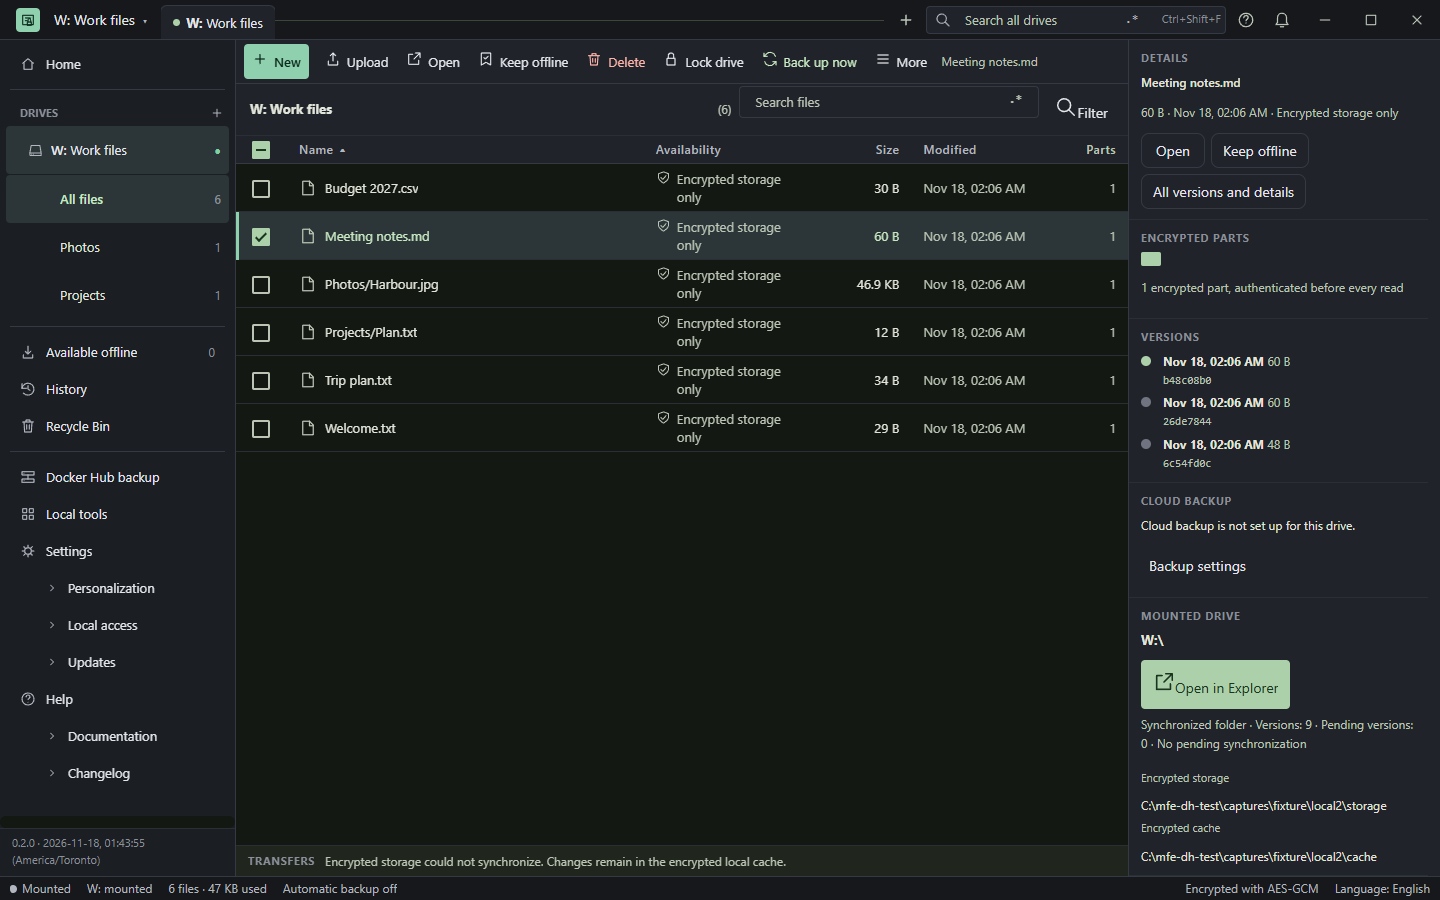 W: Work files
W: Work files
Search all drives
.*
Ctrl+Shift+F
Home
DRIVES
W: Work files
All files 6
Photos 1
Projects 1
Available offline 0
History
Recycle Bin
Docker Hub backup
Local tools
Settings
Personalization
Local access
Updates
Help
Documentation
Changelog
0.2.0 · 2026-11-18, 01:43:55
(America/Toronto)
New
Upload
Open
Keep offline
Delete
Lock drive
Back up now
More
Meeting notes.md
W: Work files
(6)
Search files
.*
Filter
Name Availability Size Modified Parts
Budget 2027.csv Encrypted storage only 30 B Nov 18, 02:06 AM 1
Meeting notes.md Encrypted storage only 60 B Nov 18, 02:06 AM 1
Photos/Harbour.jpg Encrypted storage only 46.9 KB Nov 18, 02:06 AM 1
Projects/Plan.txt Encrypted storage only 12 B Nov 18, 02:06 AM 1
Trip plan.txt Encrypted storage only 34 B Nov 18, 02:06 AM 1
Welcome.txt Encrypted storage only 29 B Nov 18, 02:06 AM 1
TRANSFERS Encrypted storage could not synchronize. Changes remain in the encrypted local cache.
DETAILS
Meeting notes.md
60 B · Nov 18, 02:06 AM · Encrypted storage only
Open
Keep offline
All versions and details
ENCRYPTED PARTS
1 encrypted part, authenticated before every read
VERSIONS
Nov 18, 02:06 AM 60 B
b48c08b0
Nov 18, 02:06 AM 60 B
26de7844
Nov 18, 02:06 AM 48 B
6c54fd0c
CLOUD BACKUP
Cloud backup is not set up for this drive.
Backup settings
MOUNTED DRIVE
W:\
Open in Explorer
Synchronized folder · Versions: 9 · Pending versions:
0 · No pending synchronization
Encrypted storage
C:\mfe-dh-test\captures\fixture\local2\storage
Encrypted cache
C:\mfe-dh-test\captures\fixture\local2\cache
Mounted
W: mounted
6 files · 47 KB used
Automatic backup off
Encrypted with AES-GCM
Language: English